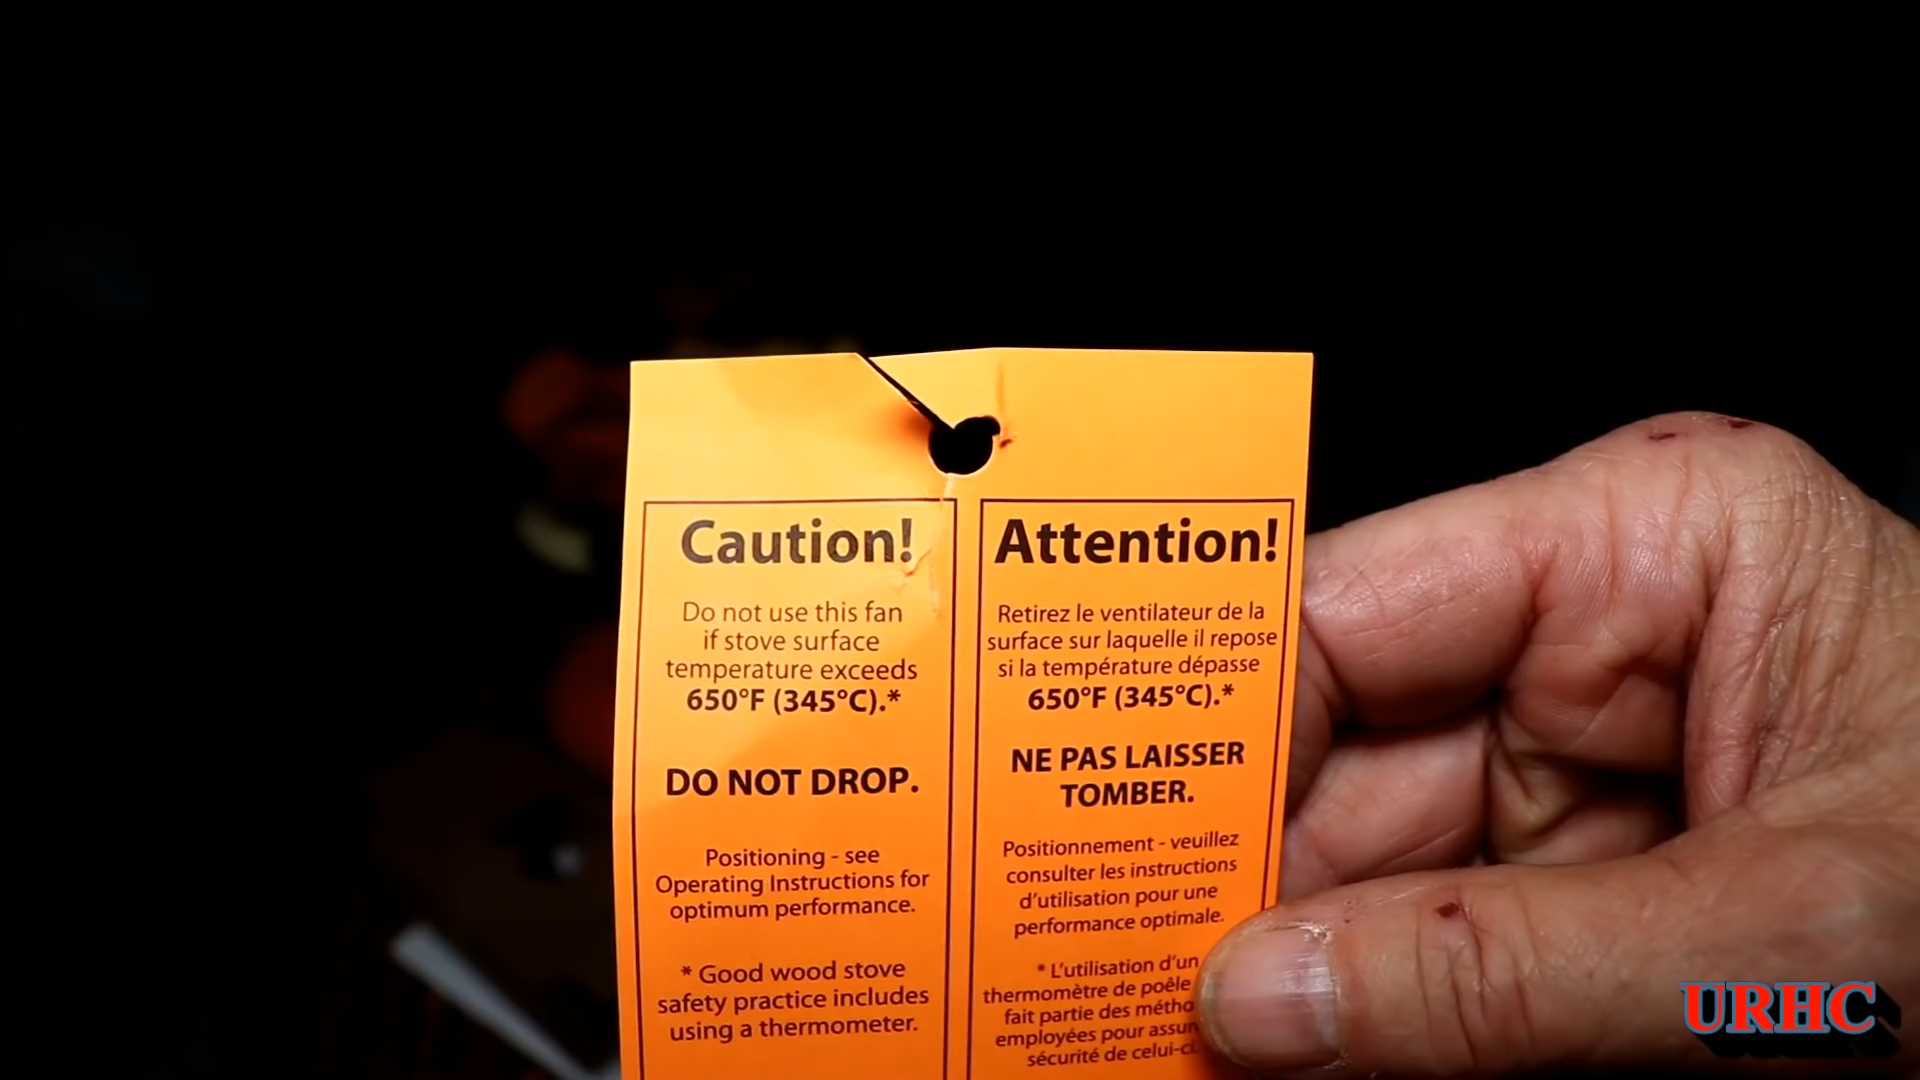 Caution!
Do not use this fan
if stove surface
temperature exceeds
650°F (345°C).*
DO NOT DROP.
Positioning - see
Operating Instructions for
optimum performance.
* Good wood stove
safety practice includes
using a thermometer.
Attention!
Retirez le ventilateur de la
surface sur laquelle il repose
si la température dépasse
650°F (345°C).*
NE PAS LAISSER
TOMBER.
Positionnement - veuillez
consulter les instructions
d'utilisation pour une
performance optimale.
* L'utilisation d'un
thermomètre de poêle
fait partie des
employées pour
sécurité de celui-ci.
URHC